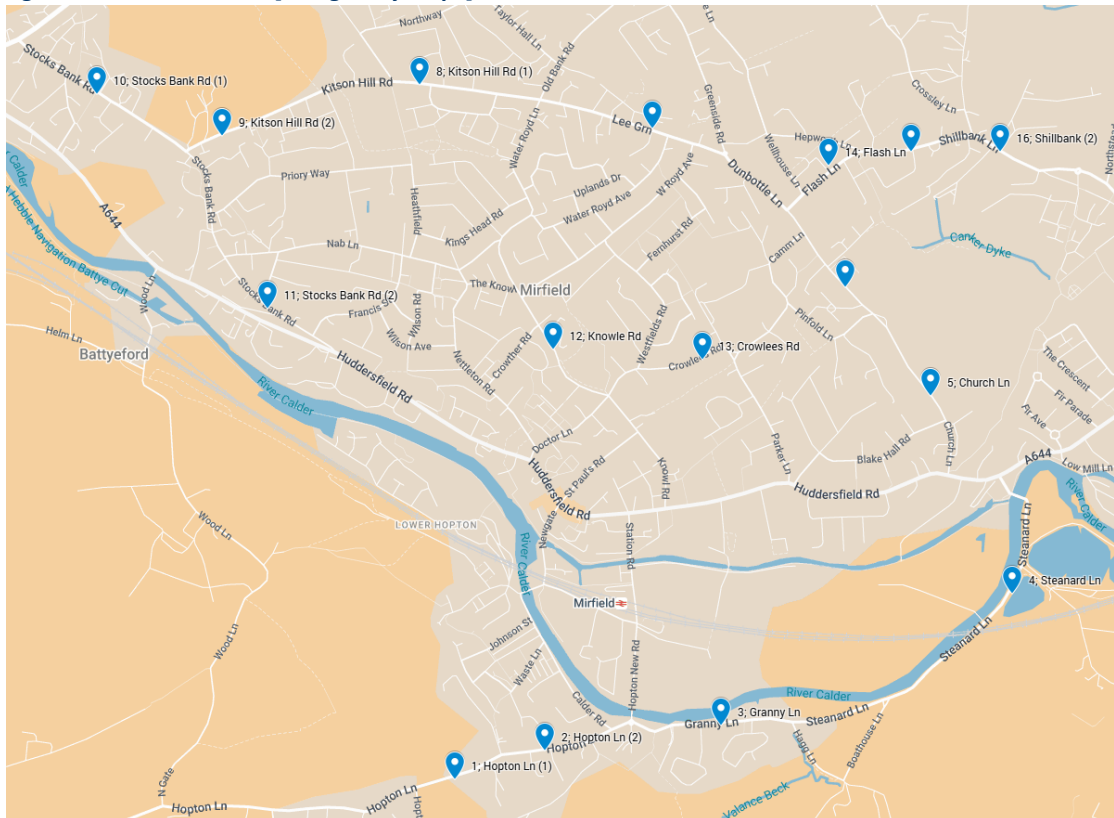 Northway
Taylor Hall Ln
Old Bank Rd
Stocks Bank Rd
10; Stocks Bank Rd (1)
Kitson Hill Rd
8; Kitson Hill Rd (1)
Crossley Ln
Greenside Rd
9; Kitson Hill Rd (2)
Lee Grn
Hepworth Ln
Shillbank Ln
16; Shillbank (2)
Water Royd Ln
Wellhouse Ln
14; Flash Ln
Flash Ln
Northstead
Stocks Bank Rd
Priory Way
Uplands Dr
W Royd Ave
Dunbottle Ln
Water Royd Ave
Heathfield
A644
Kings Head Rd
Fernhurst Rd
Camm Ln
Canker Dyke
River Calder
Hebble Navigation Battye Cut
Nab Ln
Wood Ln
The Knowl
Mirfield
Stocks Bank Rd
11; Stocks Bank Rd (2)
Francis St
Wilson Rd
Wilson Ave
Pinfold Ln
Helm Ln
Battyeford
12; Knowle Rd
Westfields Rd
13; Crowlees Rd
Crowlees Rd
Crowther Rd
Nettleton Rd
Huddersfield Rd
River Calder
The Crescent
5; Church Ln
Fir Parade
Fir Ave
Church Ln
Doctor Ln
Parker Ln
Blake Hall Rd
A644
Low Mill Ln
Huddersfield Rd
St Paul's Rd
Knowl Rd
Huddersfield Rd
River Calder
Wood Ln
LOWER HOPTON
Newgate
Station Rd
River Calder
Steanard Ln
4; Steanard Ln
Mirfield
Johnson St
Wood Ln
Waste Ln
Hopton New Rd
Steanard Ln
Calder Rd
River Calder
3; Granny Ln
Granny Ln
Steanard Ln
2; Hopton Ln (2)
Hopton
Hagg Ln
Boathouse Ln
1; Hopton Ln (1)
N Gate
Hopton Ln
Hopton Ln
Hopt
Valance Beck